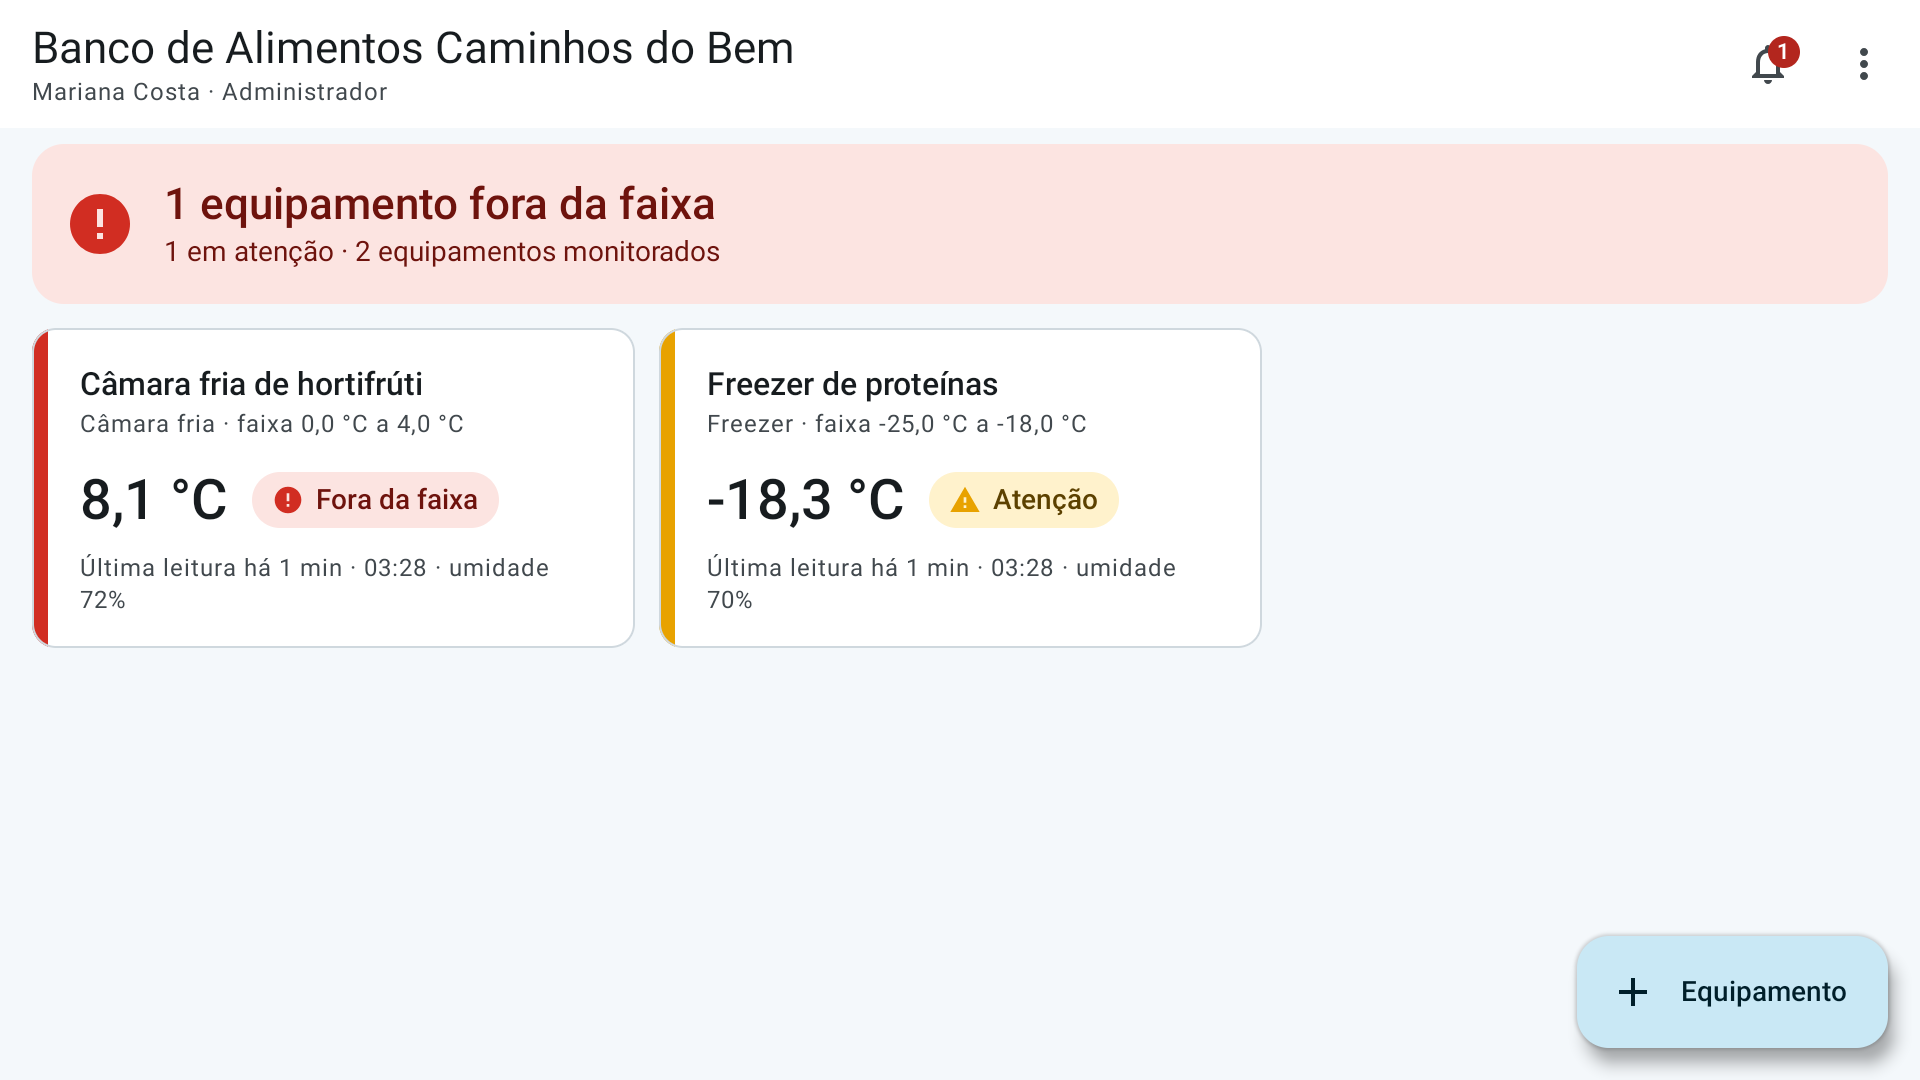 Banco de Alimentos Caminhos do Bem
Mariana Costa · Administrador
1
1 equipamento fora da faixa
1 em atenção · 2 equipamentos monitorados
Câmara fria de hortifrúti
Câmara fria · faixa 0,0 °C a 4,0 °C
8,1 °C
Fora da faixa
Última leitura há 1 min · 03:28 · umidade
72%
Freezer de proteínas
Freezer · faixa -25,0 °C a -18,0 °C
-18,3 °C
Atenção
Última leitura há 1 min · 03:28 · umidade
70%
Equipamento